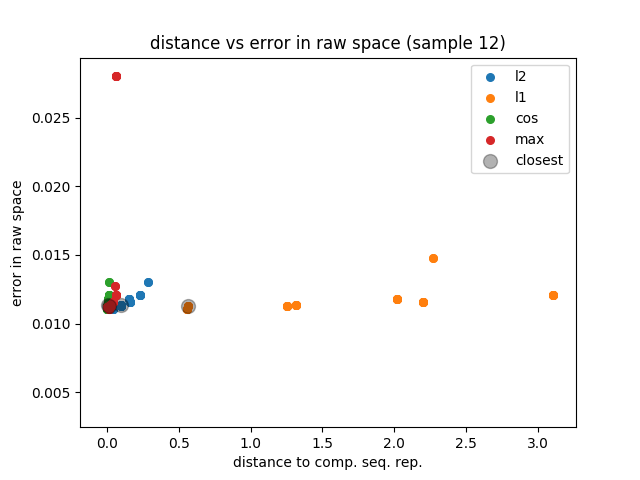 distance vs error in raw space (sample 12)
l2
l1
cos
max
closest
error in raw space
0.025
0.020
0.015
0.010
0.005
0.0 0.5 1.0 1.5 2.0 2.5 3.0
distance to comp. seq. rep.